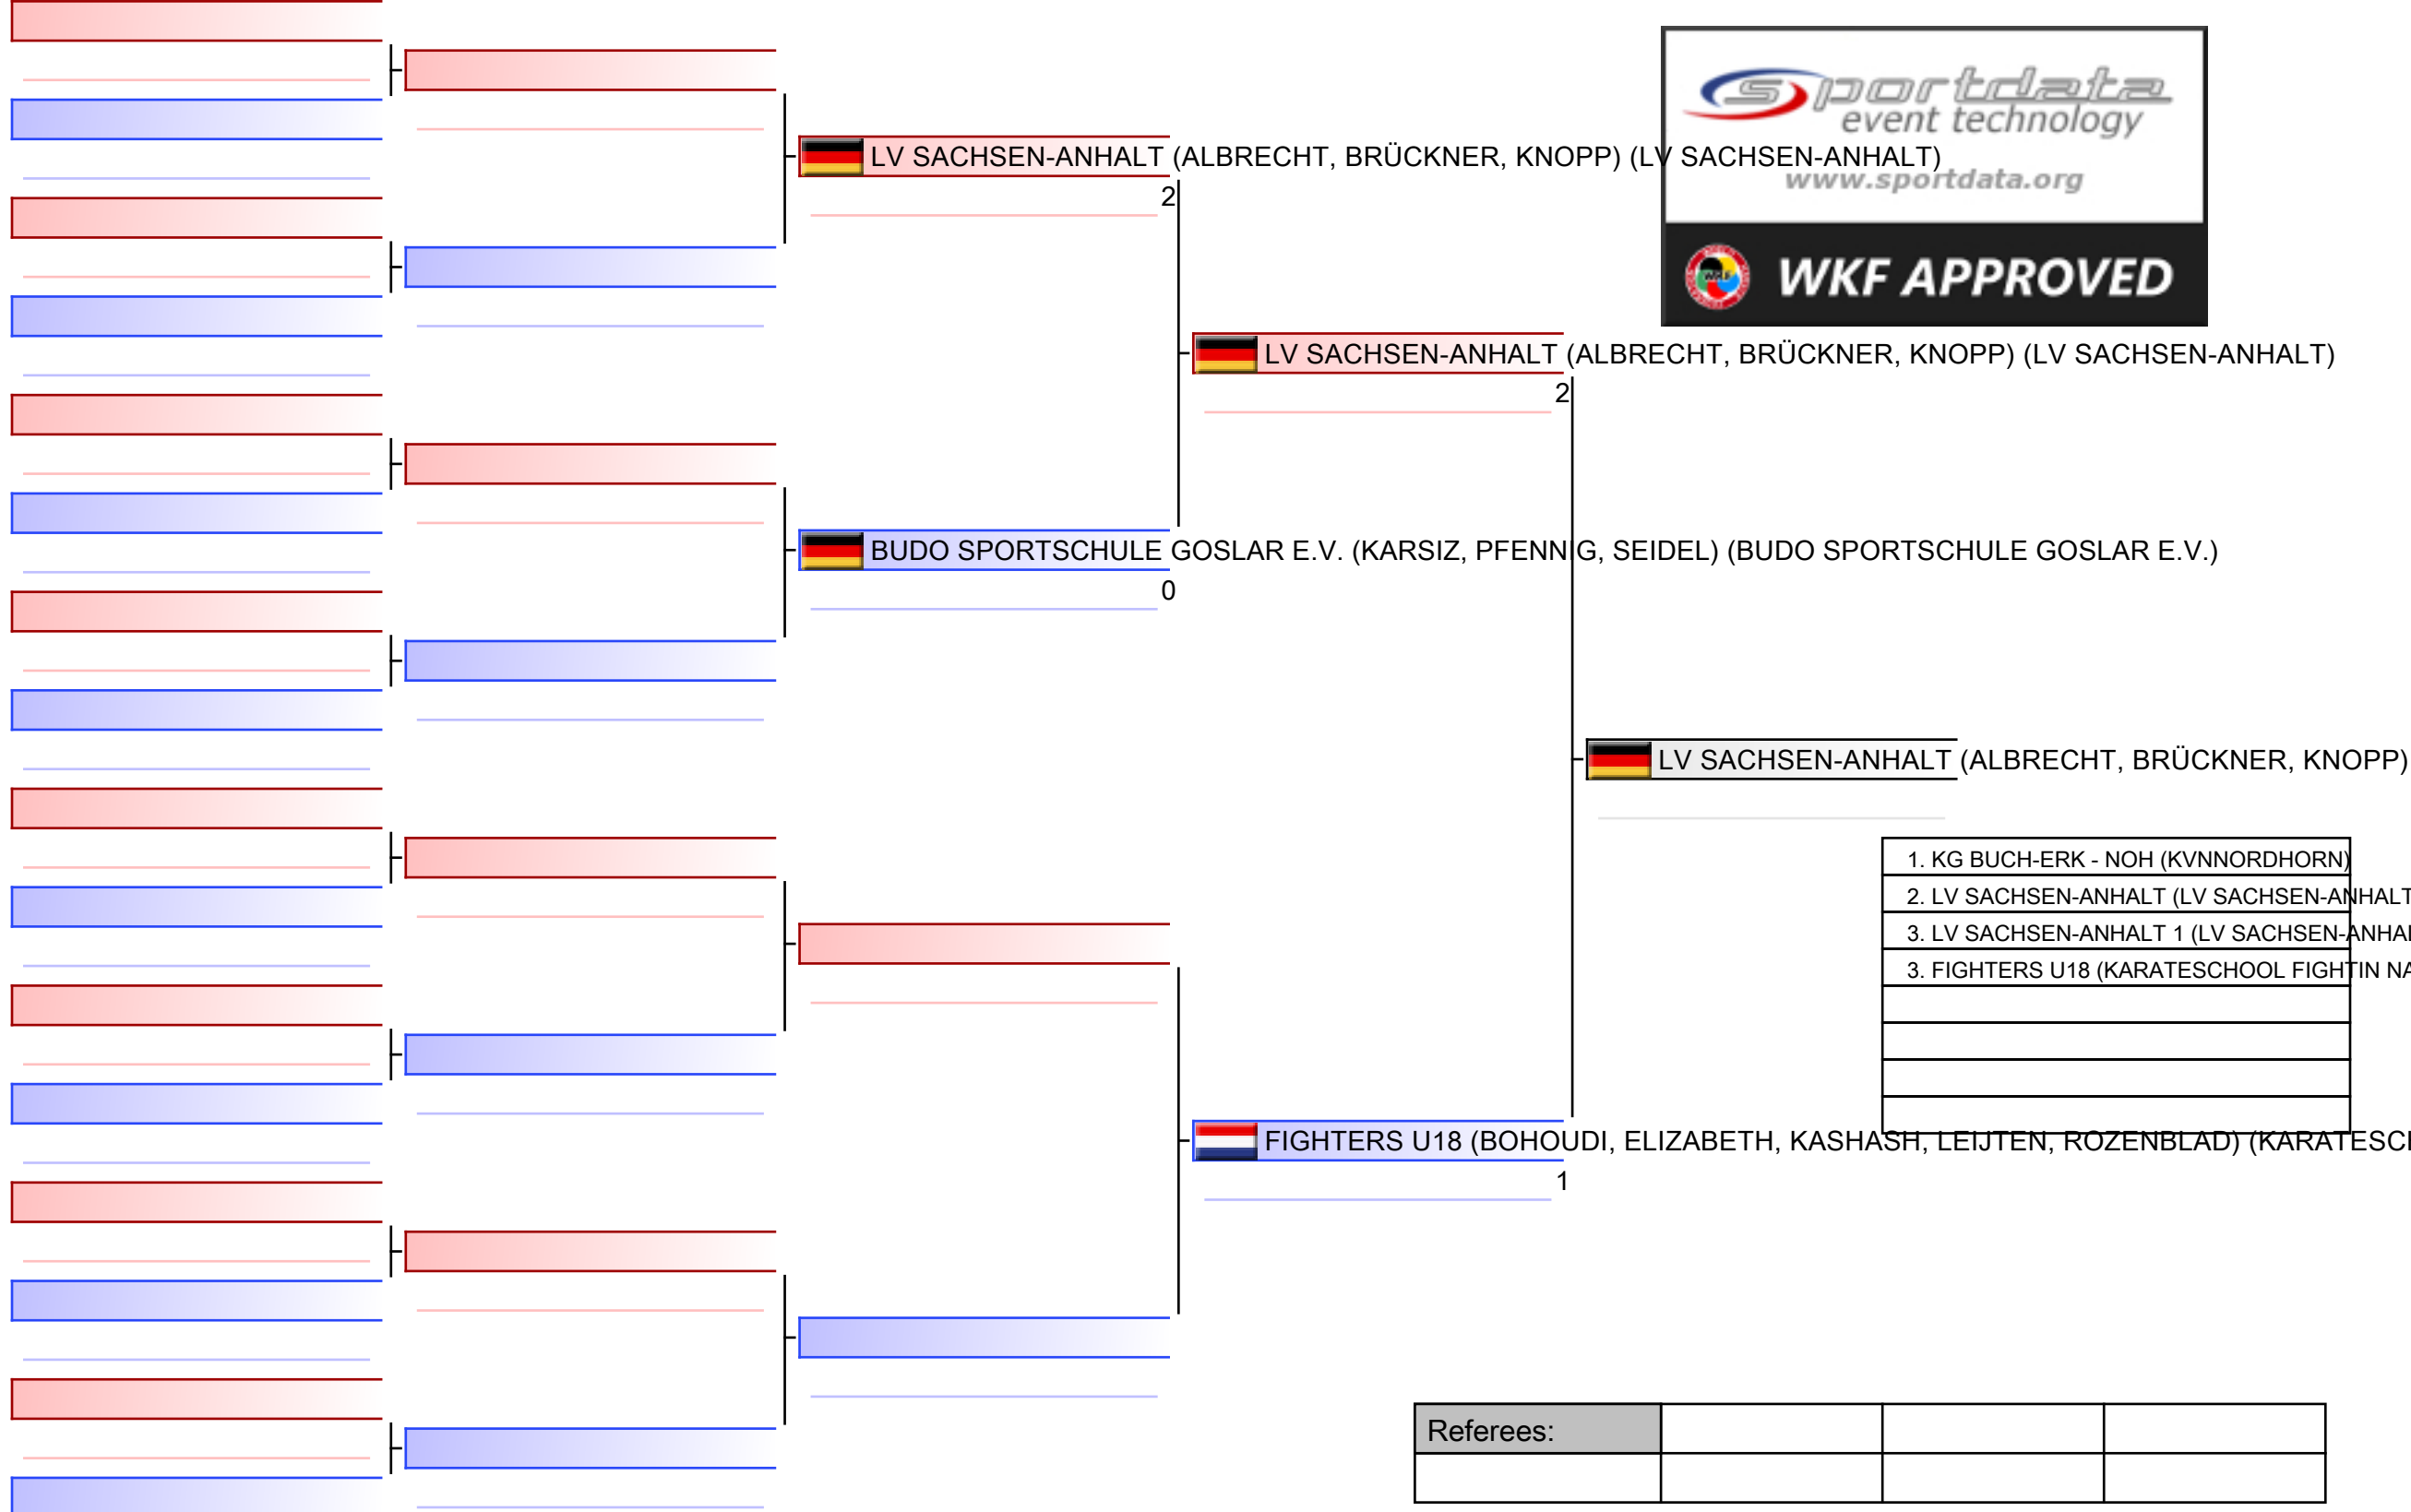 sportdata
event technology
www.sportdata.org
WKF APPROVED
LV SACHSEN-ANHALT (ALBRECHT, BRÜCKNER, KNOPP) (LV SACHSEN-ANHALT)
2
LV SACHSEN-ANHALT (ALBRECHT, BRÜCKNER, KNOPP) (LV SACHSEN-ANHALT)
2
BUDO SPORTSCHULE GOSLAR E.V. (KARSIZ, PFENNIG, SEIDEL) (BUDO SPORTSCHULE GOSLAR E.V.)
0
LV SACHSEN-ANHALT (ALBRECHT, BRÜCKNER, KNOPP)
1. KG BUCH-ERK - NOH (KVNNORDHORN)
2. LV SACHSEN-ANHALT (LV SACHSEN-ANHALT
3. LV SACHSEN-ANHALT 1 (LV SACHSEN-ANHAL
3. FIGHTERS U18 (KARATESCHOOL FIGHTIN NA
FIGHTERS U18 (BOHOUDI, ELIZABETH, KASHASH, LEIJTEN, ROZENBLAD) (KARATESCH
1
Referees: